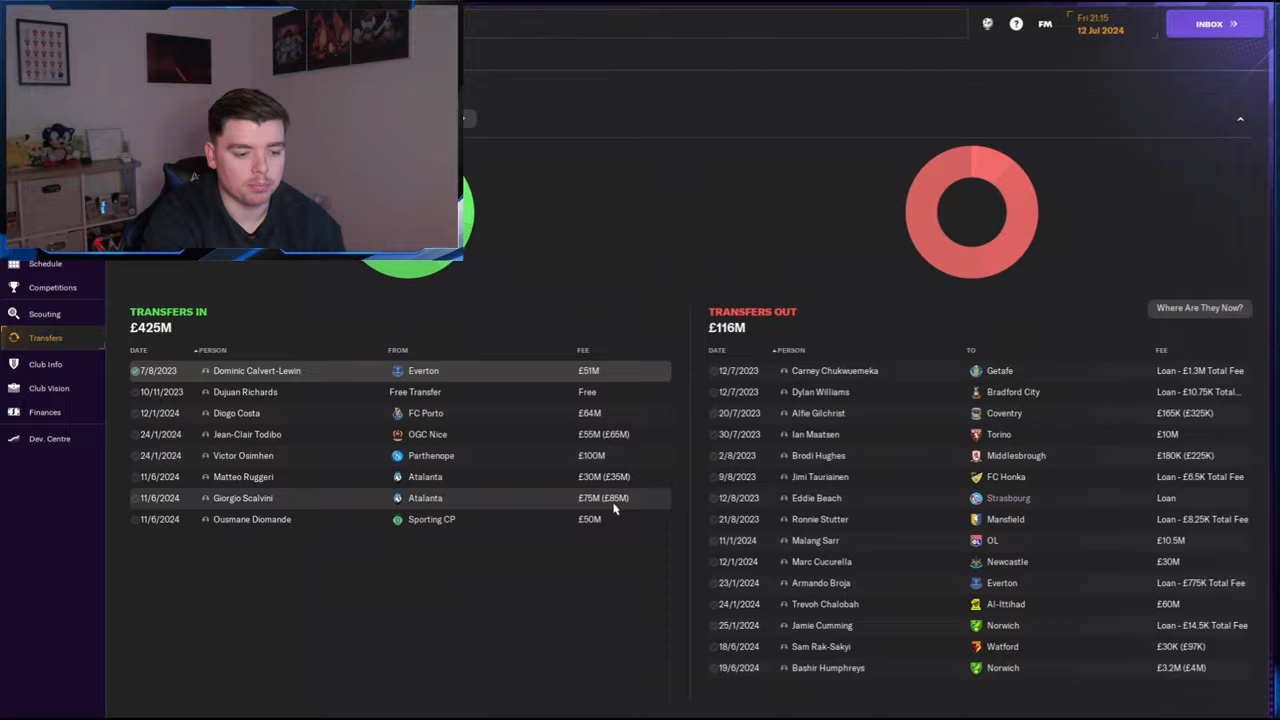 FM
Fri 21:15
12 Jul 2024
INBOX
Schedule
Competitions
Scouting
Transfers
Club Info
Club Vision
Finances
Dev. Centre
TRANSFERS IN
£425M
DATE PERSON FROM FEE
7/8/2023 Dominic Calvert-Lewin Everton £51M
10/11/2023 Dujuan Richards Free Transfer Free
12/1/2024 Diogo Costa FC Porto £64M
24/1/2024 Jean-Clair Todibo OGC Nice £55M (£65M)
24/1/2024 Victor Osimhen Parthenope £100M
11/6/2024 Matteo Ruggeri Atalanta £30M (£35M)
11/6/2024 Giorgio Scalvini Atalanta £75M (£85M)
11/6/2024 Ousmane Diomande Sporting CP £50M
TRANSFERS OUT
£116M
Where Are They Now?
DATE PERSON TO FEE
12/7/2023 Carney Chukwuemeka Getafe Loan - £1.3M Total Fee
12/7/2023 Dylan Williams Bradford City Loan - £10.75K Total...
20/7/2023 Alfie Gilchrist Coventry £165K (£325K)
30/7/2023 Ian Maatsen Torino £10M
2/8/2023 Brodi Hughes Middlesbrough £180K (£225K)
9/8/2023 Jimi Tauriainen FC Honka Loan - £6.5K Total Fee
12/8/2023 Eddie Beach Strasbourg Loan
21/8/2023 Ronnie Stutter Mansfield Loan - £8.25K Total Fee
11/1/2024 Malang Sarr OL £10.5M
12/1/2024 Marc Cucurella Newcastle £30M
23/1/2024 Armando Broja Everton Loan - £775K Total Fee
24/1/2024 Trevoh Chalobah Al-Ittihad £60M
25/1/2024 Jamie Cumming Norwich Loan - £14.5K Total Fee
18/6/2024 Sam Rak-Sakyi Watford £30K (£97K)
19/6/2024 Bashir Humphreys Norwich £3.2M (£4M)